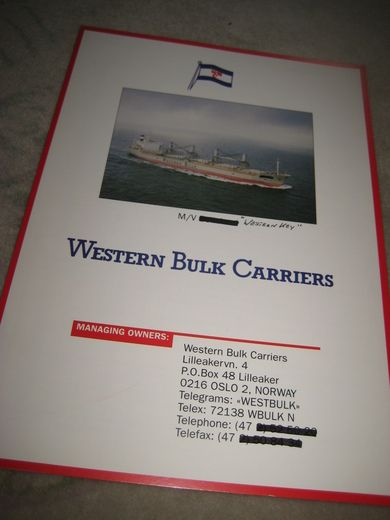 M/V "WESTERN KEY"
WESTERN BULK CARRIERS
MANAGING OWNERS:
Western Bulk Carriers
Lilleakervn. 4
P.O.Box 48 Lilleaker
0216 OSLO 2, NORWAY
Telegrams: «WESTBULK»
Telex: 72138 WBULK N
Telephone: (47
Telefax: (47